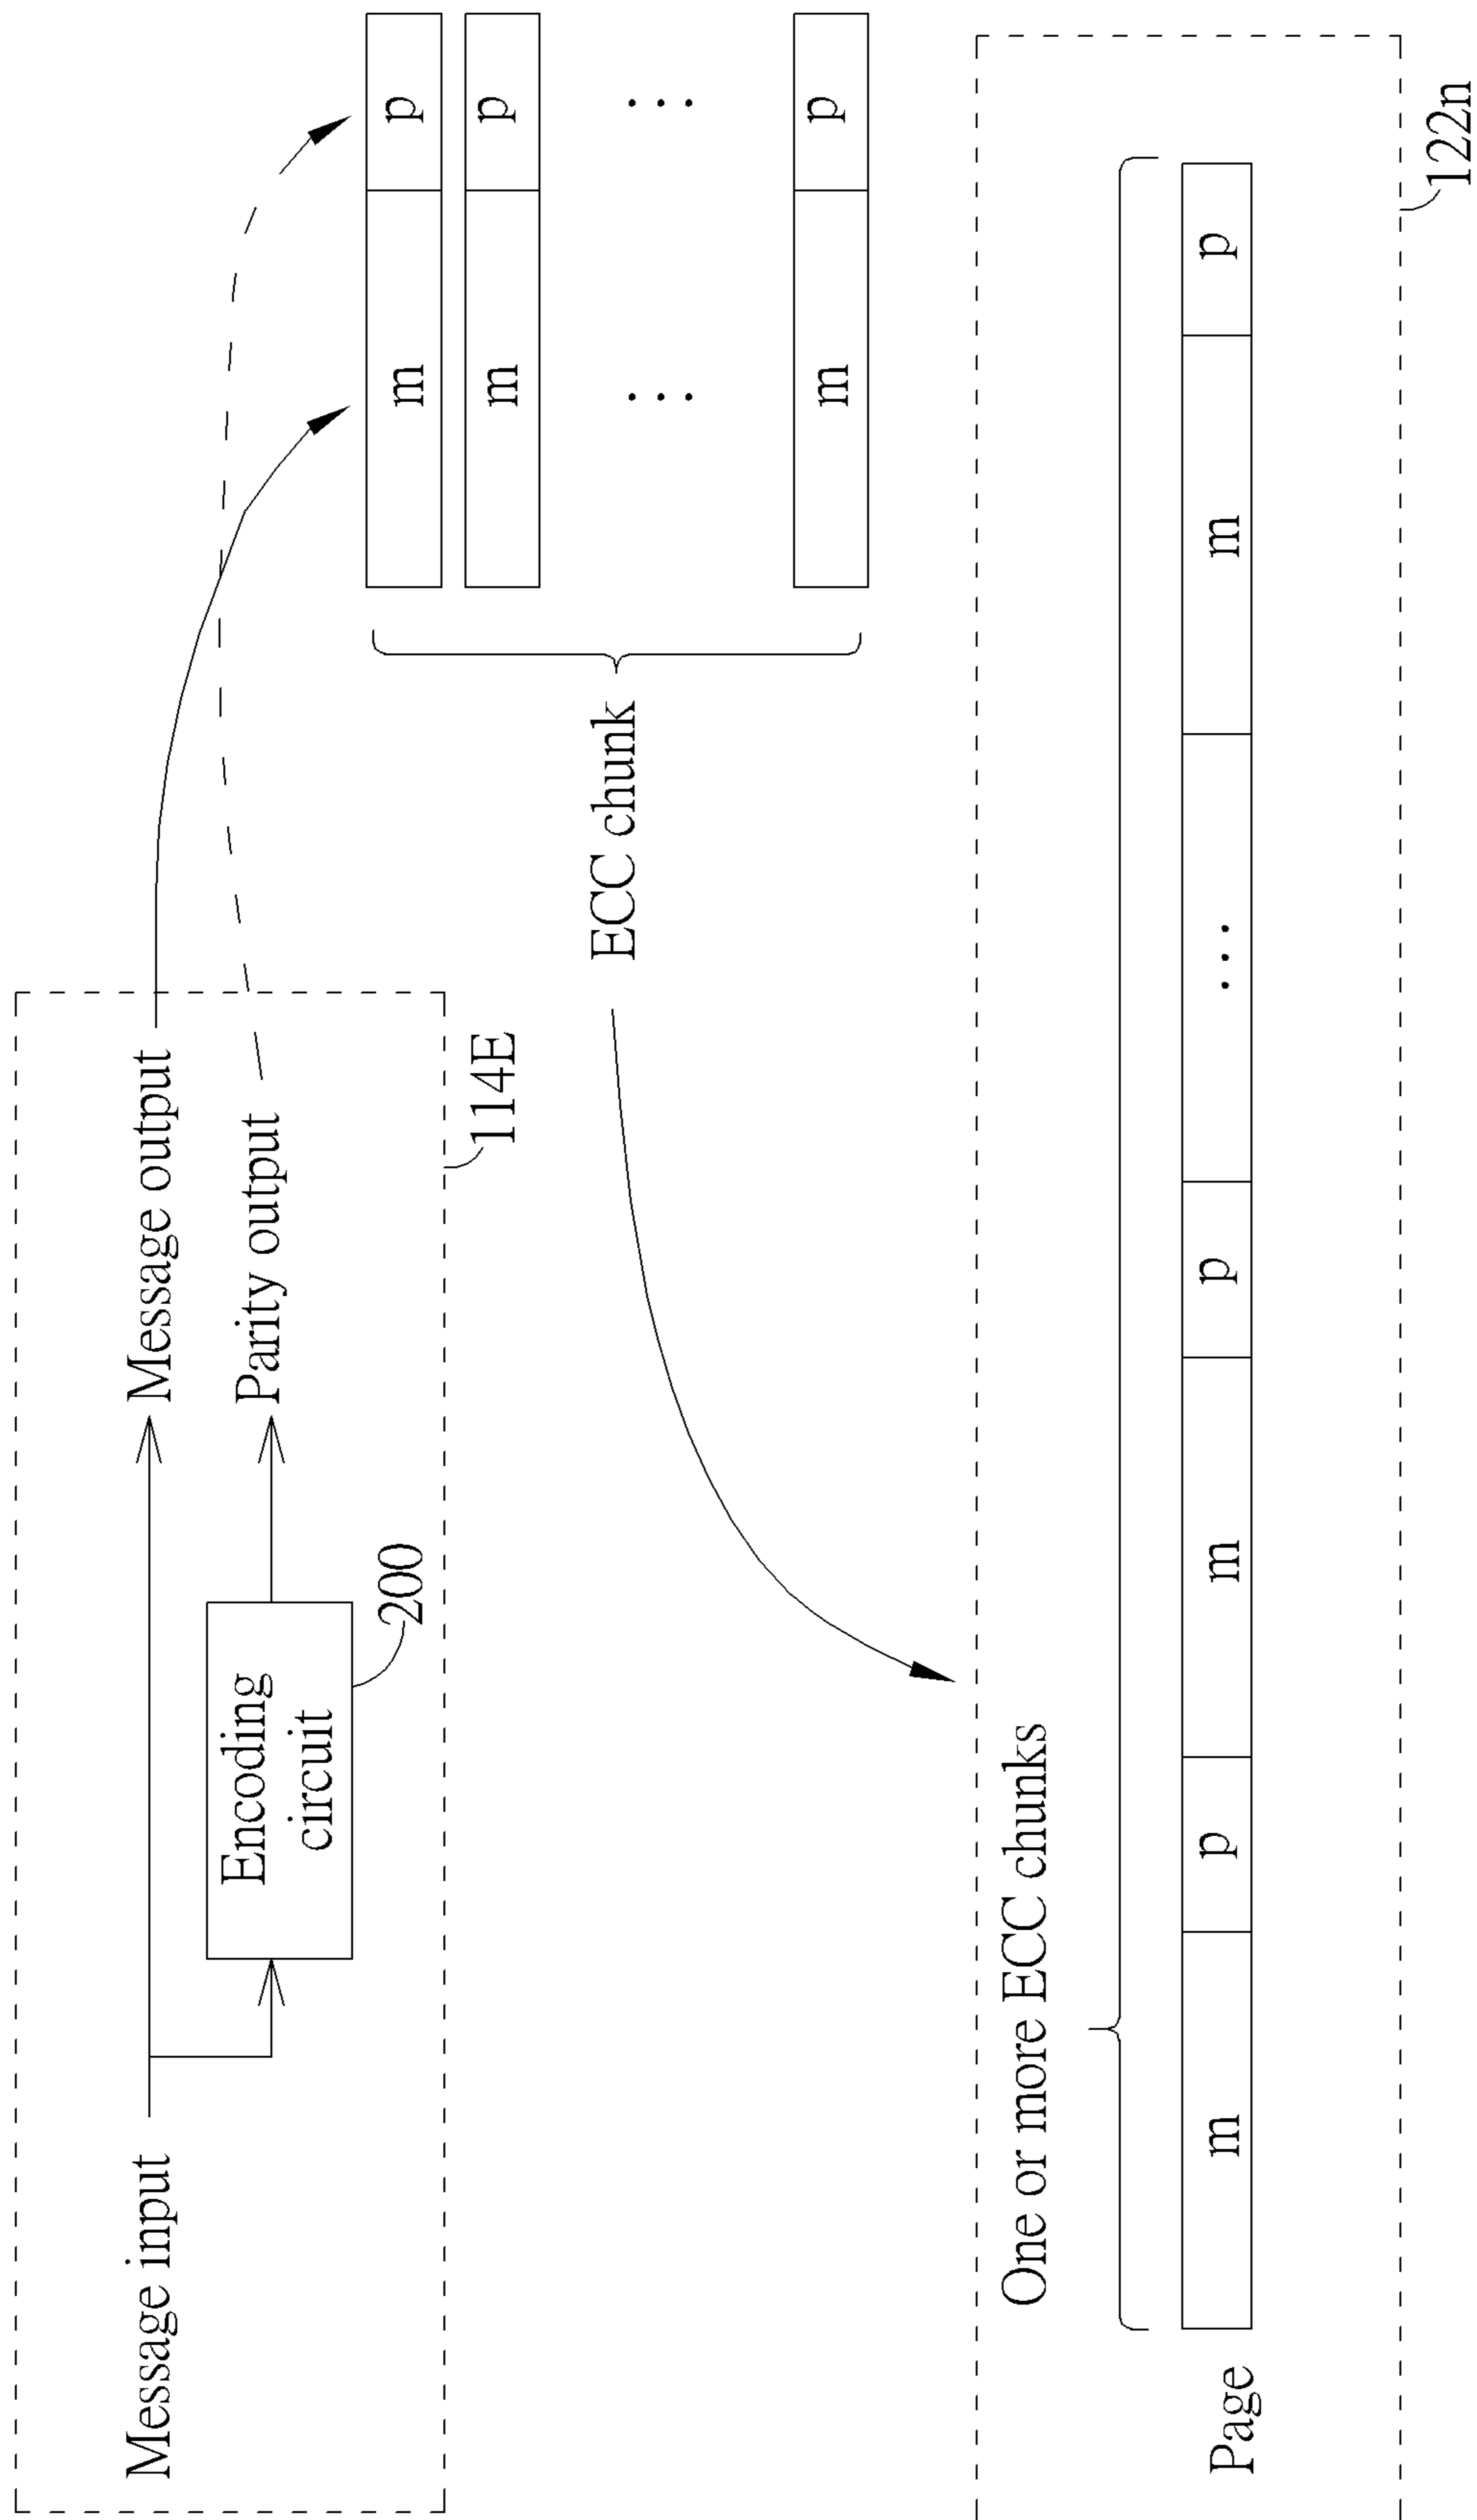 Message input
Encoding
circuit
200
Message output
Parity output
114E
m
p
m
p
...
...
m
p
ECC chunk
One or more ECC chunks
Page
m
p
m
p
...
m
p
122n